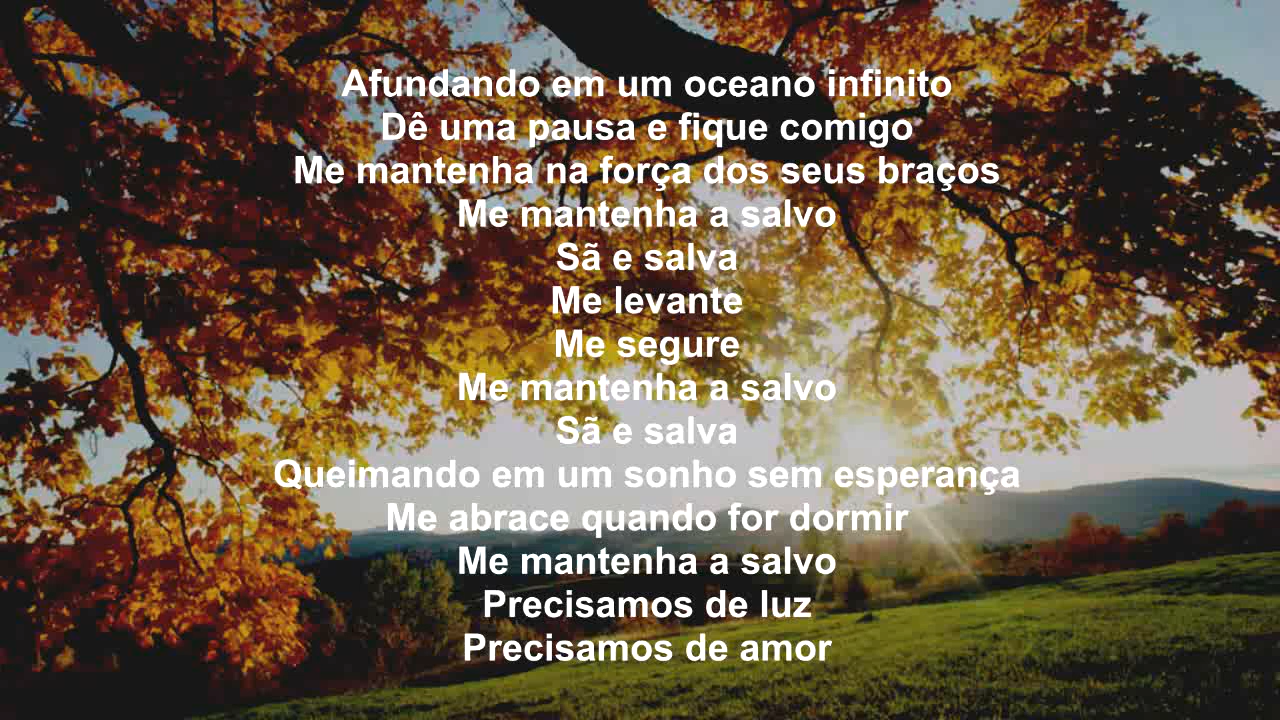 Afundando em um oceano infinito
Dê uma pausa e fique comigo
Me mantenha na força dos seus braços
Me mantenha a salvo
Sã e salva
Me levante
Me segure
Me mantenha a salvo
Sã e salva
Queimando em um sonho sem esperança
Me abrace quando for dormir
Me mantenha a salvo
Precisamos de luz
Precisamos de amor